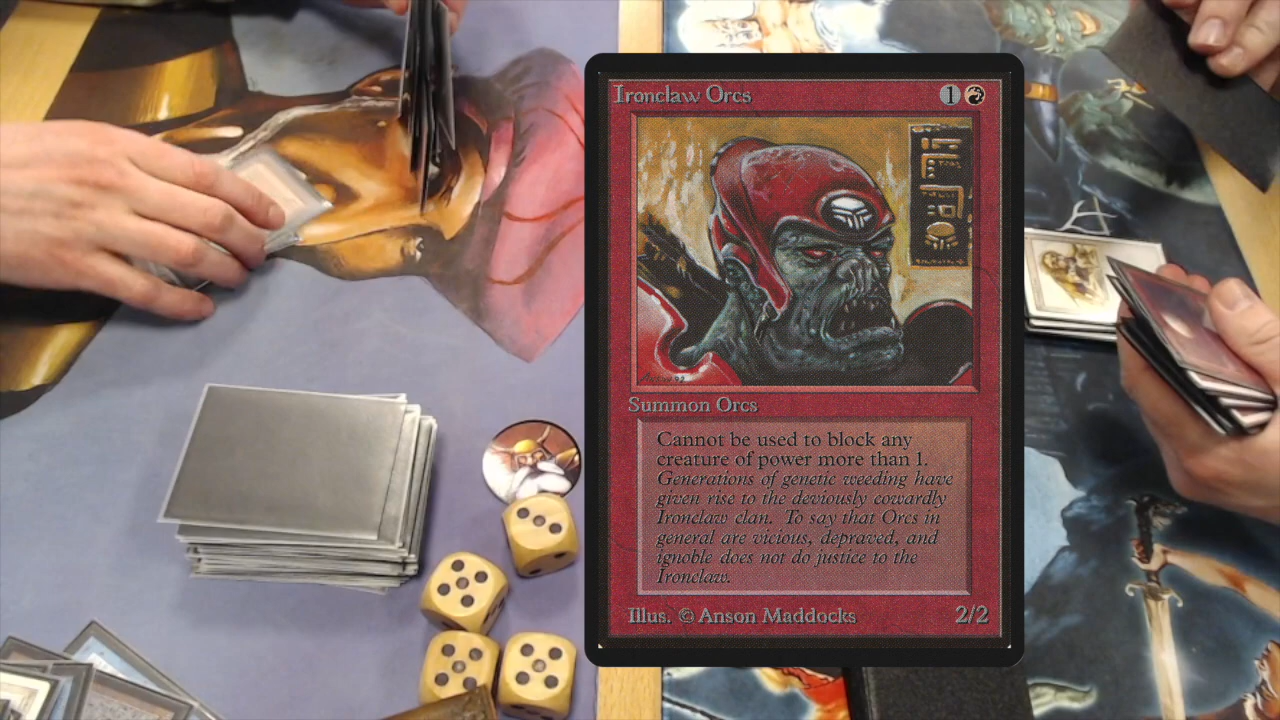 Ironclaw Orcs 1
Summon Orcs
Cannot be used to block any
creature of power more than 1.
Generations of genetic weeding have
given rise to the deviously cowardly
Ironclaw clan. To say that Orcs in
general are vicious, depraved, and
ignoble does not do justice to the
Ironclaw.
Illus. © Anson Maddocks 2/2